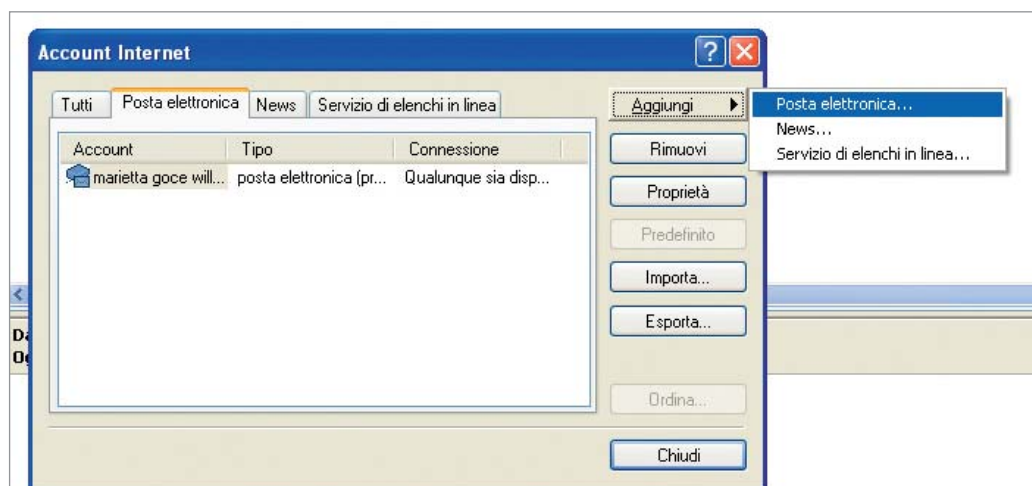 Account Internet
Tutti Posta elettronica News Servizio di elenchi in linea
Aggiungi
Posta elettronica...
News...
Servizio di elenchi in linea...
Account Tipo Connessione
marietta goce will... posta elettronica (pr... Qualunque sia disp...
Rimuovi
Proprietà
Predefinito
Importa...
Esporta...
Ordina...
Chiudi